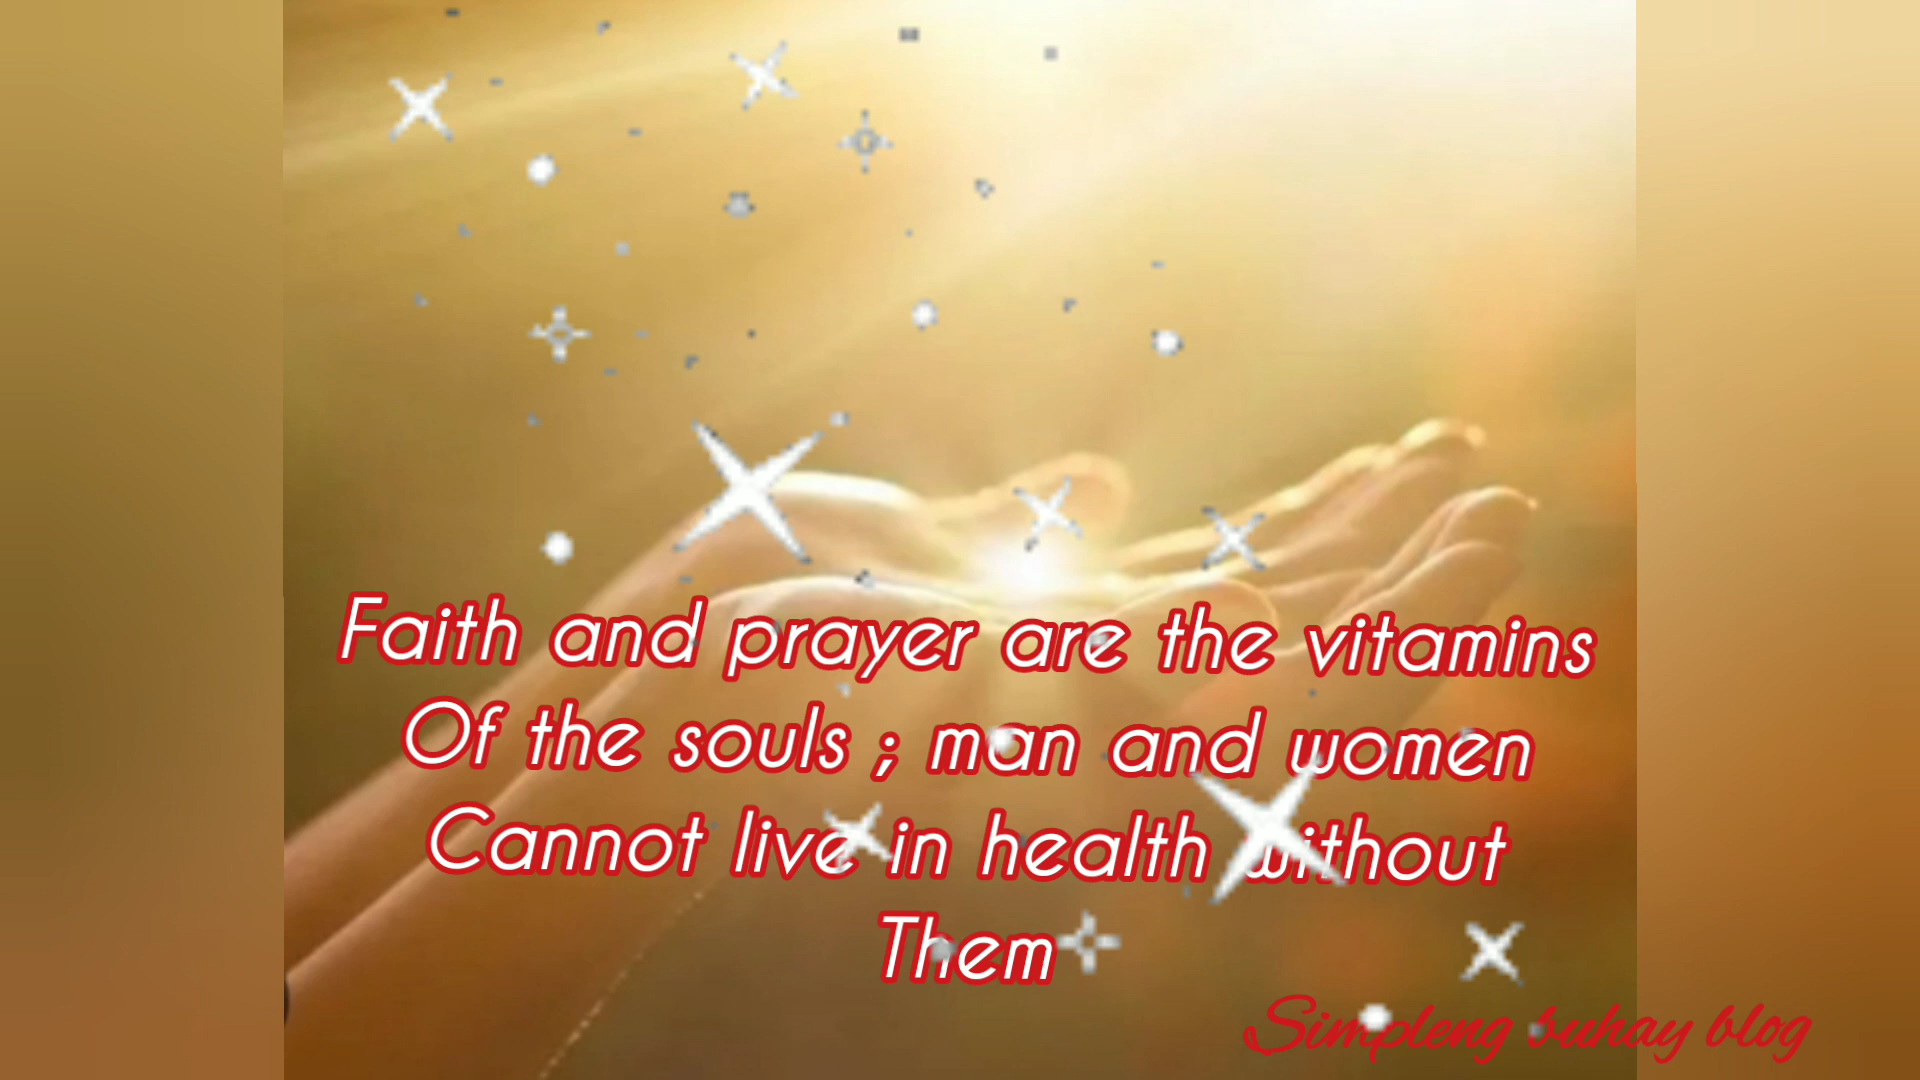 Faith and prayer are the vitamins
Of the souls ; man and women
Cannot live in health without
Them
Simpleng buhay blog